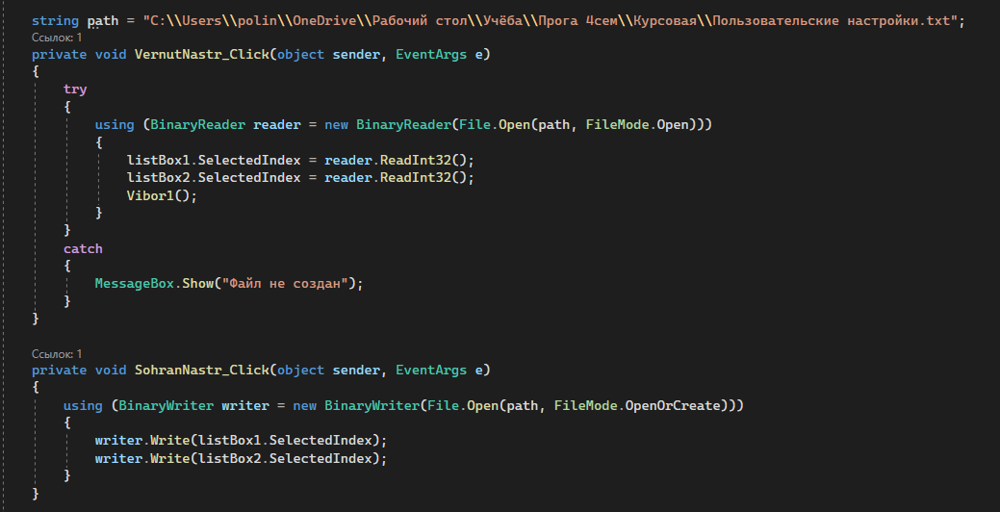 string path = "C:\\Users\\polin\\OneDrive\\Рабочий стол\\Учёба\\Прога 4сем\\Курсовая\\Пользовательские настройки.txt";
Ссылок: 1
private void VernutNastr_Click(object sender, EventArgs e)
{
try
{
using (BinaryReader reader = new BinaryReader(File.Open(path, FileMode.Open)))
{
listBox1.SelectedIndex = reader.ReadInt32();
listBox2.SelectedIndex = reader.ReadInt32();
Vibor1();
}
}
catch
{
MessageBox.Show("Файл не создан");
}
}
Ссылок: 1
private void SohranNastr_Click(object sender, EventArgs e)
{
using (BinaryWriter writer = new BinaryWriter(File.Open(path, FileMode.OpenOrCreate)))
{
writer.Write(listBox1.SelectedIndex);
writer.Write(listBox2.SelectedIndex);
}
}